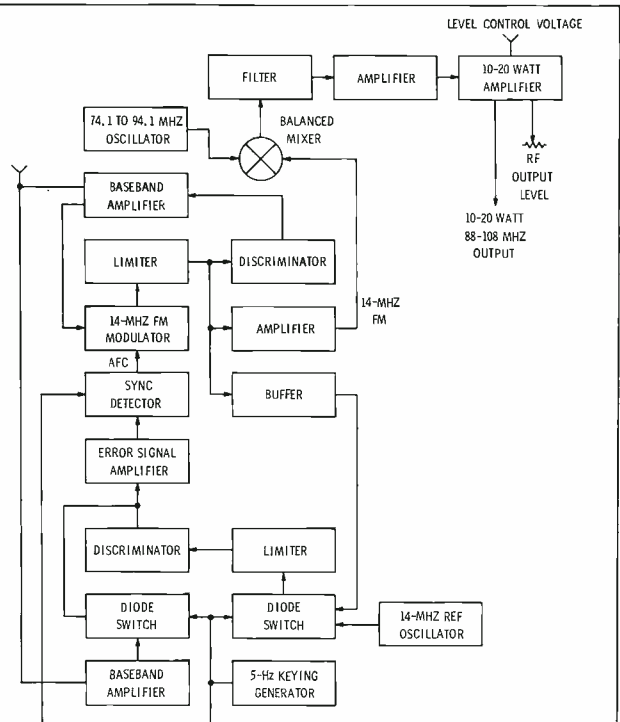 LEVEL CONTROL VOLTAGE
FILTER
AMPLIFIER
10-20 WATT
AMPLIFIER
74.1 TO 94.1 MHZ
OSCILLATOR
BALANCED
MIXER
RF
OUTPUT
LEVEL
10-20 WATT
88-108 MHZ
OUTPUT
BASEBAND
AMPLIFIER
LIMITER
DISCRIMINATOR
14-MHZ FM
MODULATOR
AMPLIFIER
14-MHZ
FM
AFC
SYNC
DETECTOR
BUFFER
ERROR SIGNAL
AMPLIFIER
DISCRIMINATOR
LIMITER
DIODE
SWITCH
DIODE
SWITCH
14-MHZ REF
OSCILLATOR
BASEBAND
AMPLIFIER
5-Hz KEYING
GENERATOR